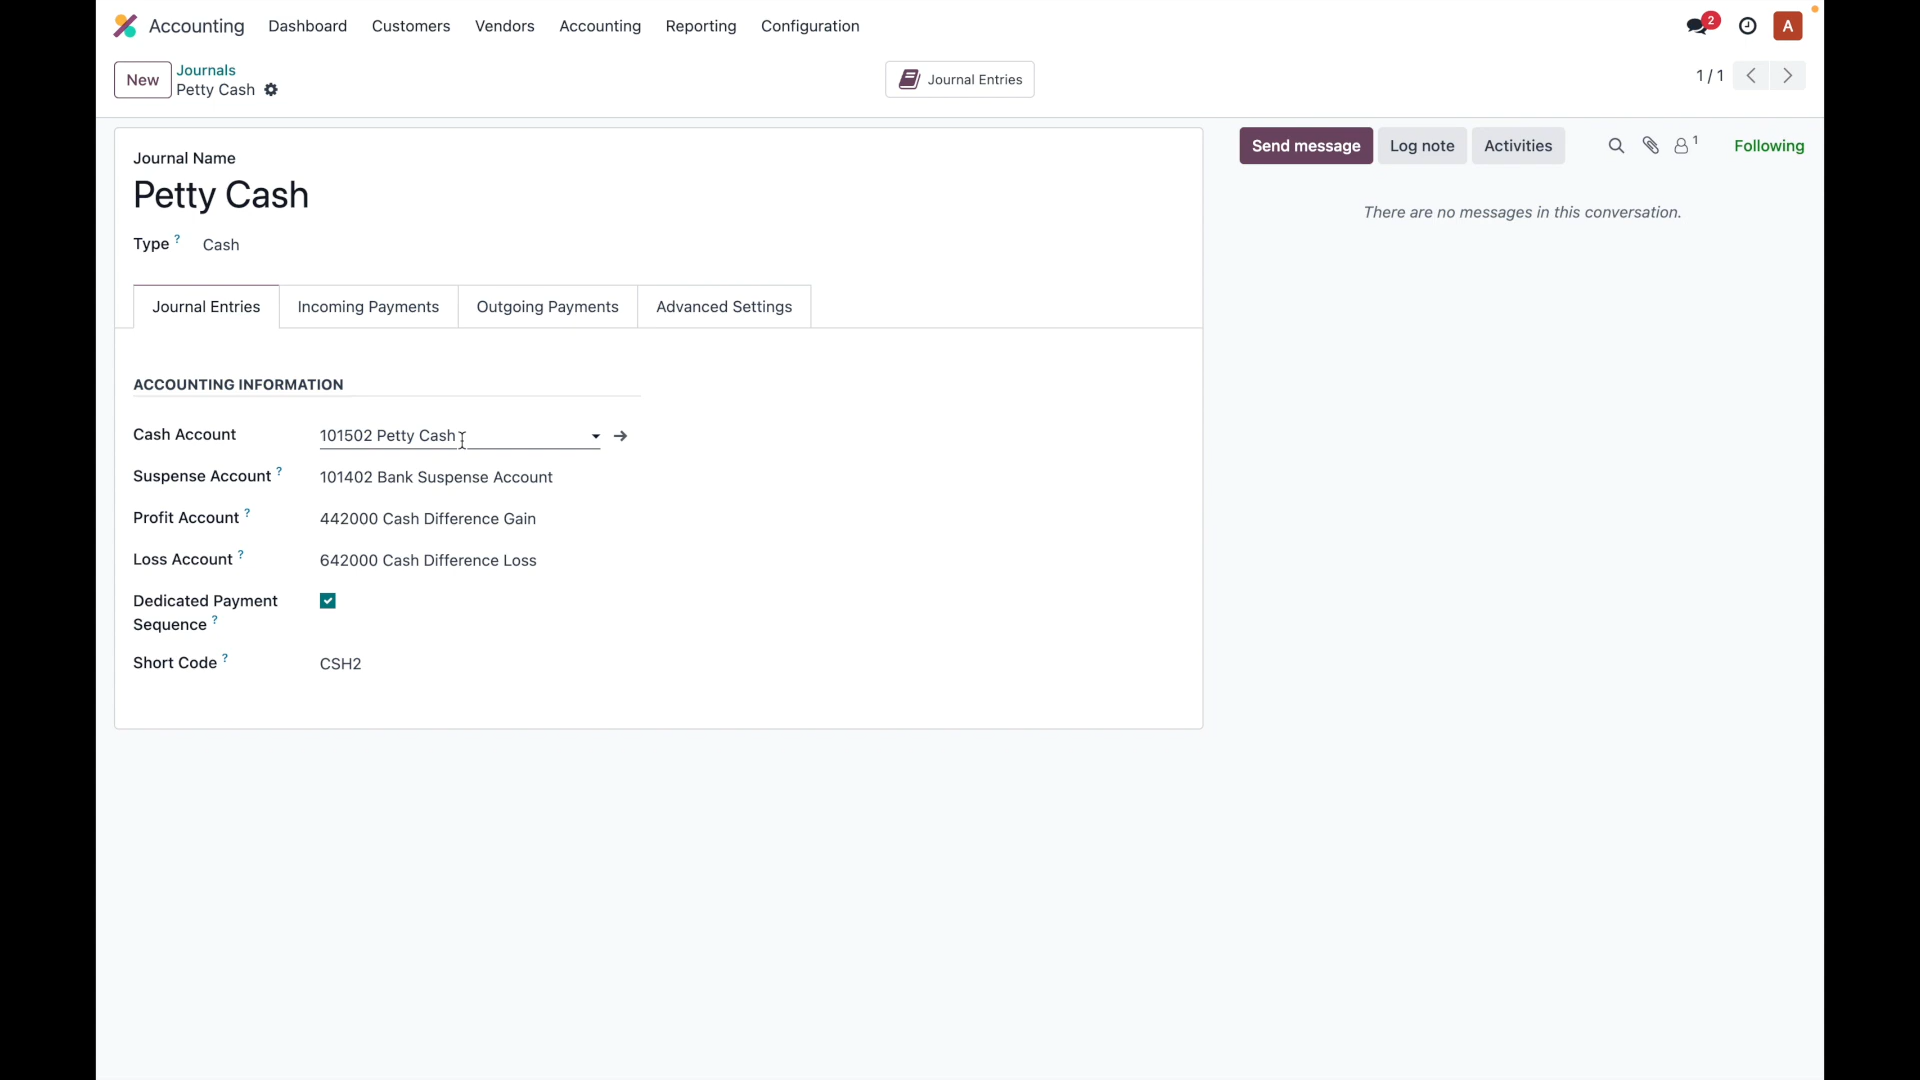 Accounting Dashboard Customers Vendors Accounting Reporting Configuration 2 A
New Journals
Petty Cash
Journal Entries
1 / 1
Journal Name
Petty Cash
Type ? Cash
Journal Entries Incoming Payments Outgoing Payments Advanced Settings
ACCOUNTING INFORMATION
Cash Account 101502 Petty Cash
Suspense Account ? 101402 Bank Suspense Account
Profit Account ? 442000 Cash Difference Gain
Loss Account ? 642000 Cash Difference Loss
Dedicated Payment
Sequence ?
Short Code ? CSH2
Send message Log note Activities 1 Following
There are no messages in this conversation.